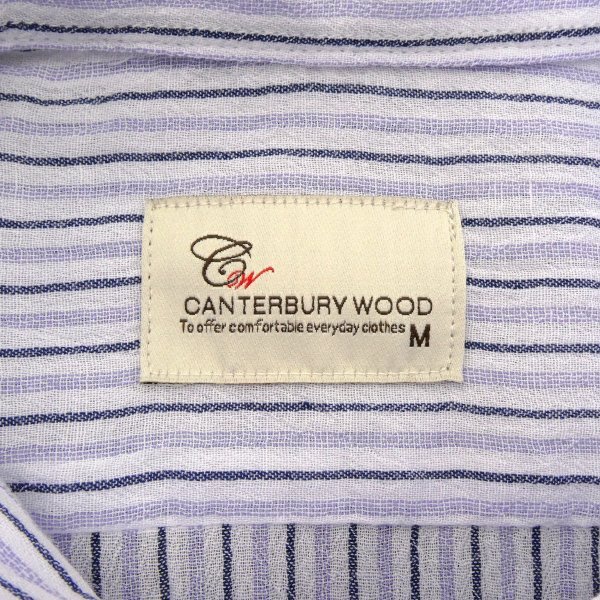 CW
CANTERBURY WOOD
To offer comfortable everyday clothes M